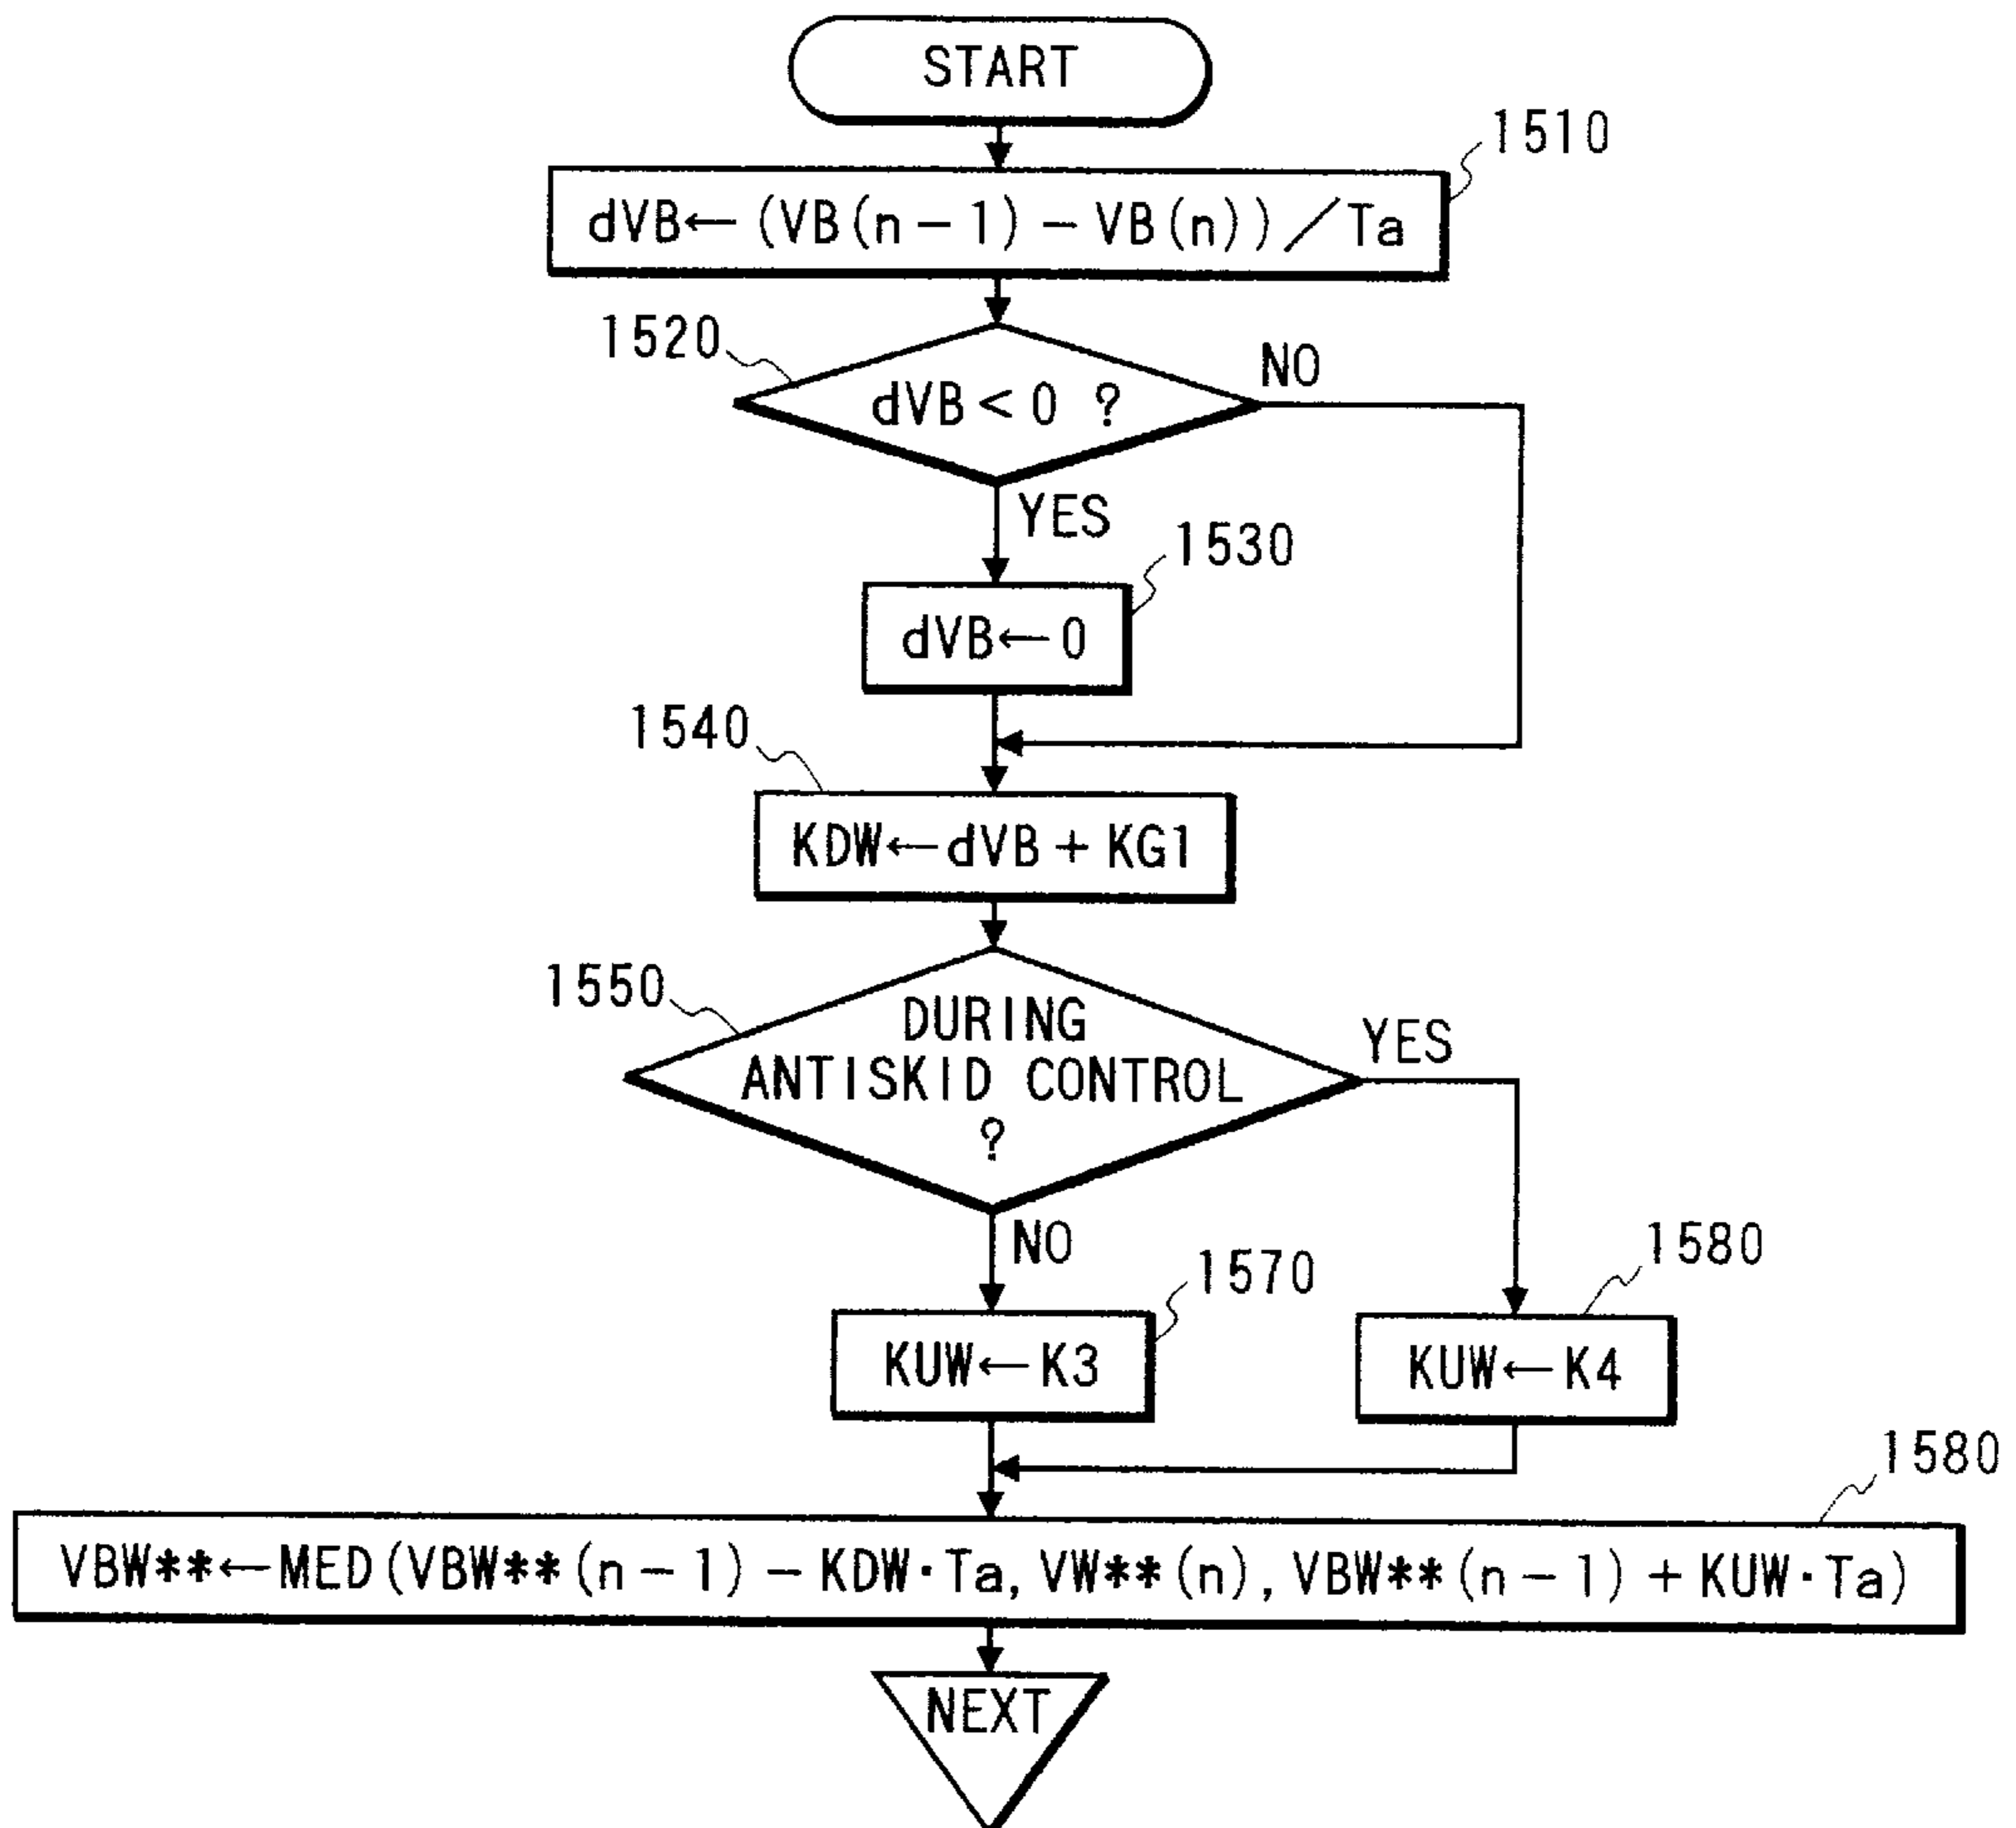 START
1510
dVB←(VB(n-1)-VB(n))/Ta
1520
dVB<0 ?
NO
YES
1530
dVB←0
1540
KDW←dVB+KG1
1550
DURING
ANTISKID CONTROL
?
YES
NO
1570
1580
KUW←K3
KUW←K4
1580
VBW**←MED(VBW**(n-1)-KDW·Ta, VW**(n), VBW**(n-1)+KUW·Ta)
NEXT